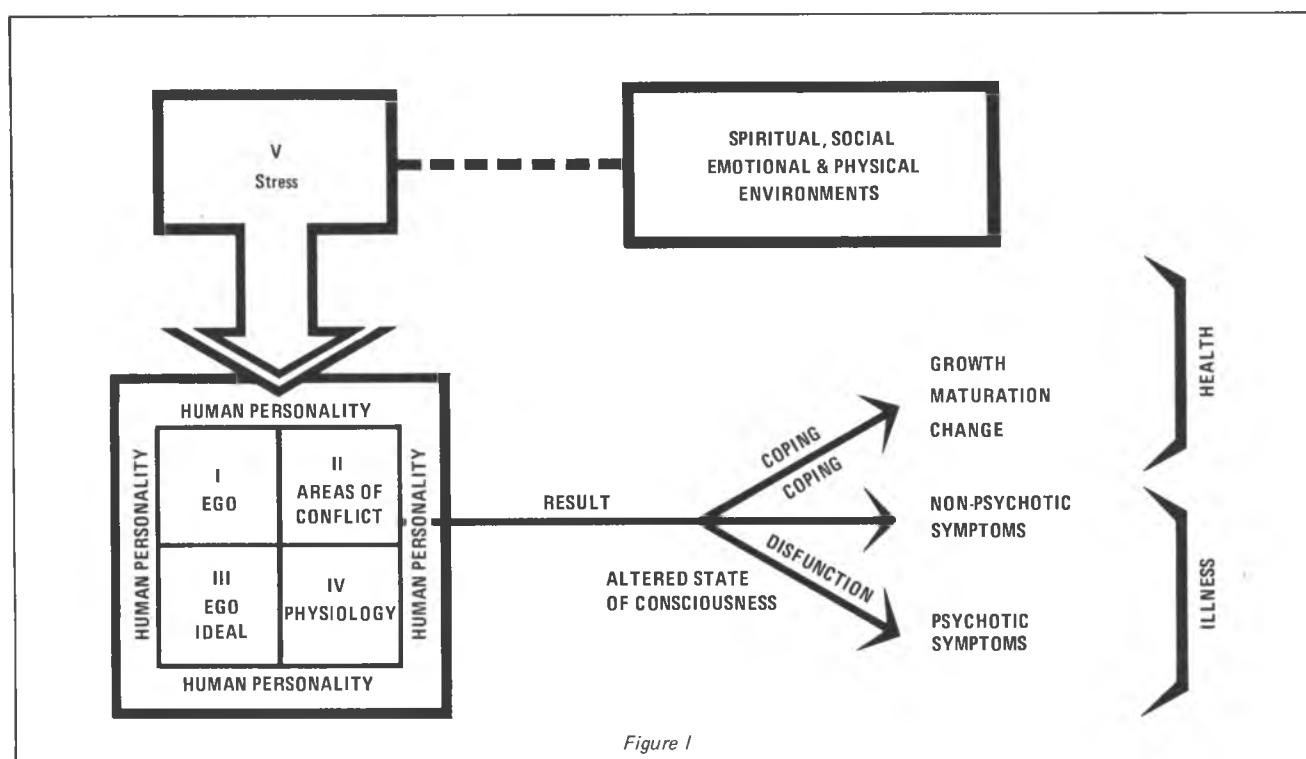 V
Stress
SPIRITUAL, SOCIAL
EMOTIONAL & PHYSICAL
ENVIRONMENTS
HUMAN PERSONALITY
HUMAN PERSONALITY
I
EGO
II
AREAS OF
CONFLICT
III
EGO
IDEAL
IV
PHYSIOLOGY
HUMAN PERSONALITY
HUMAN PERSONALITY
RESULT
ALTERED STATE
OF CONSCIOUSNESS
COPING
COPING
DISFUNCTION
GROWTH
MATURATION
CHANGE
NON-PSYCHOTIC
SYMPTOMS
PSYCHOTIC
SYMPTOMS
HEALTH
ILLNESS
Figure I